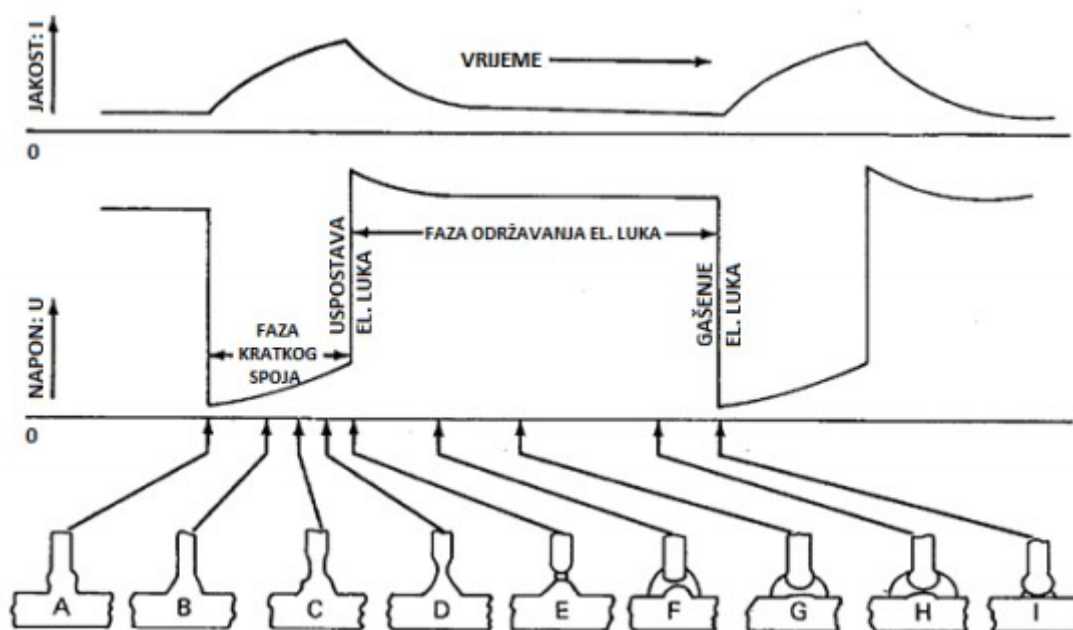 JAKOST: I
VRIJEME
0
NAPON: U
FAZA
KRATKOG
SPOJA
USPOSTAVA
EL. LUKA
FAZA ODRŽAVANJA EL. LUKA
GAŠENJE
EL. LUKA
0
A B C D E F G H I